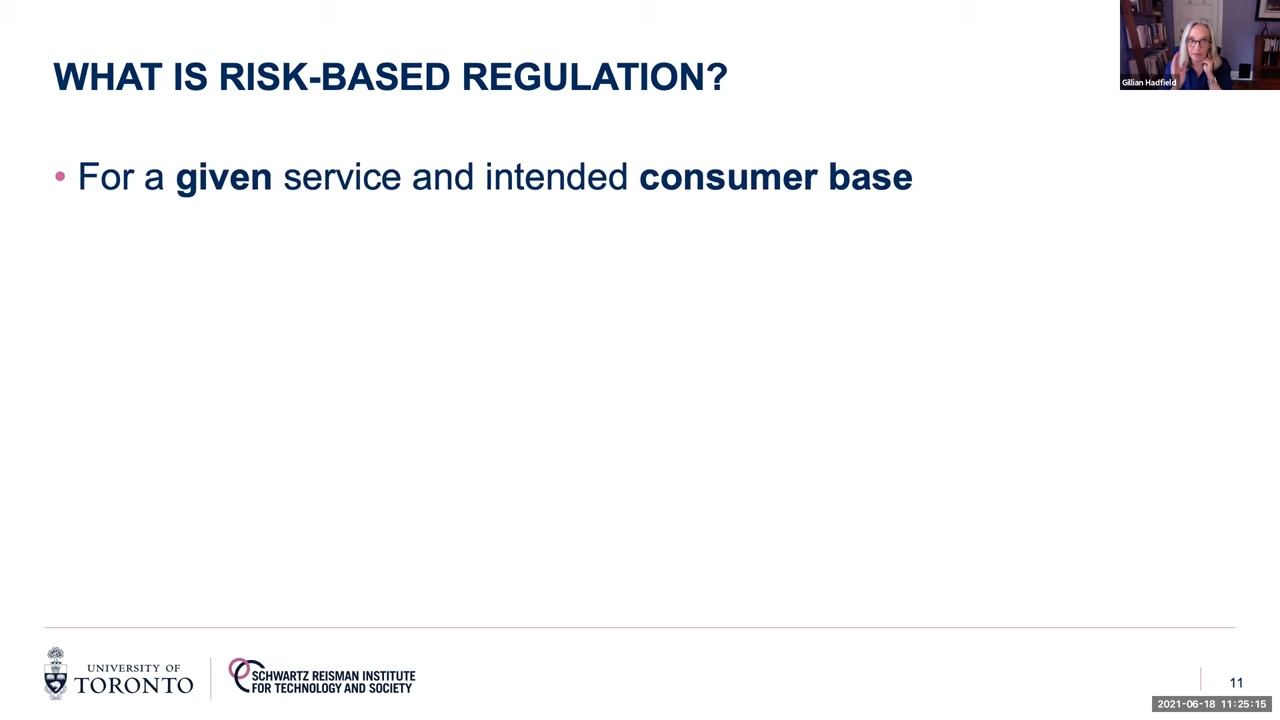 Gillian Hadfield
WHAT IS RISK-BASED REGULATION?
• For a given service and intended consumer base
UNIVERSITY OF
TORONTO
SCHWARTZ REISMAN INSTITUTE
FOR TECHNOLOGY AND SOCIETY
11
2021-06-18 11:25:15